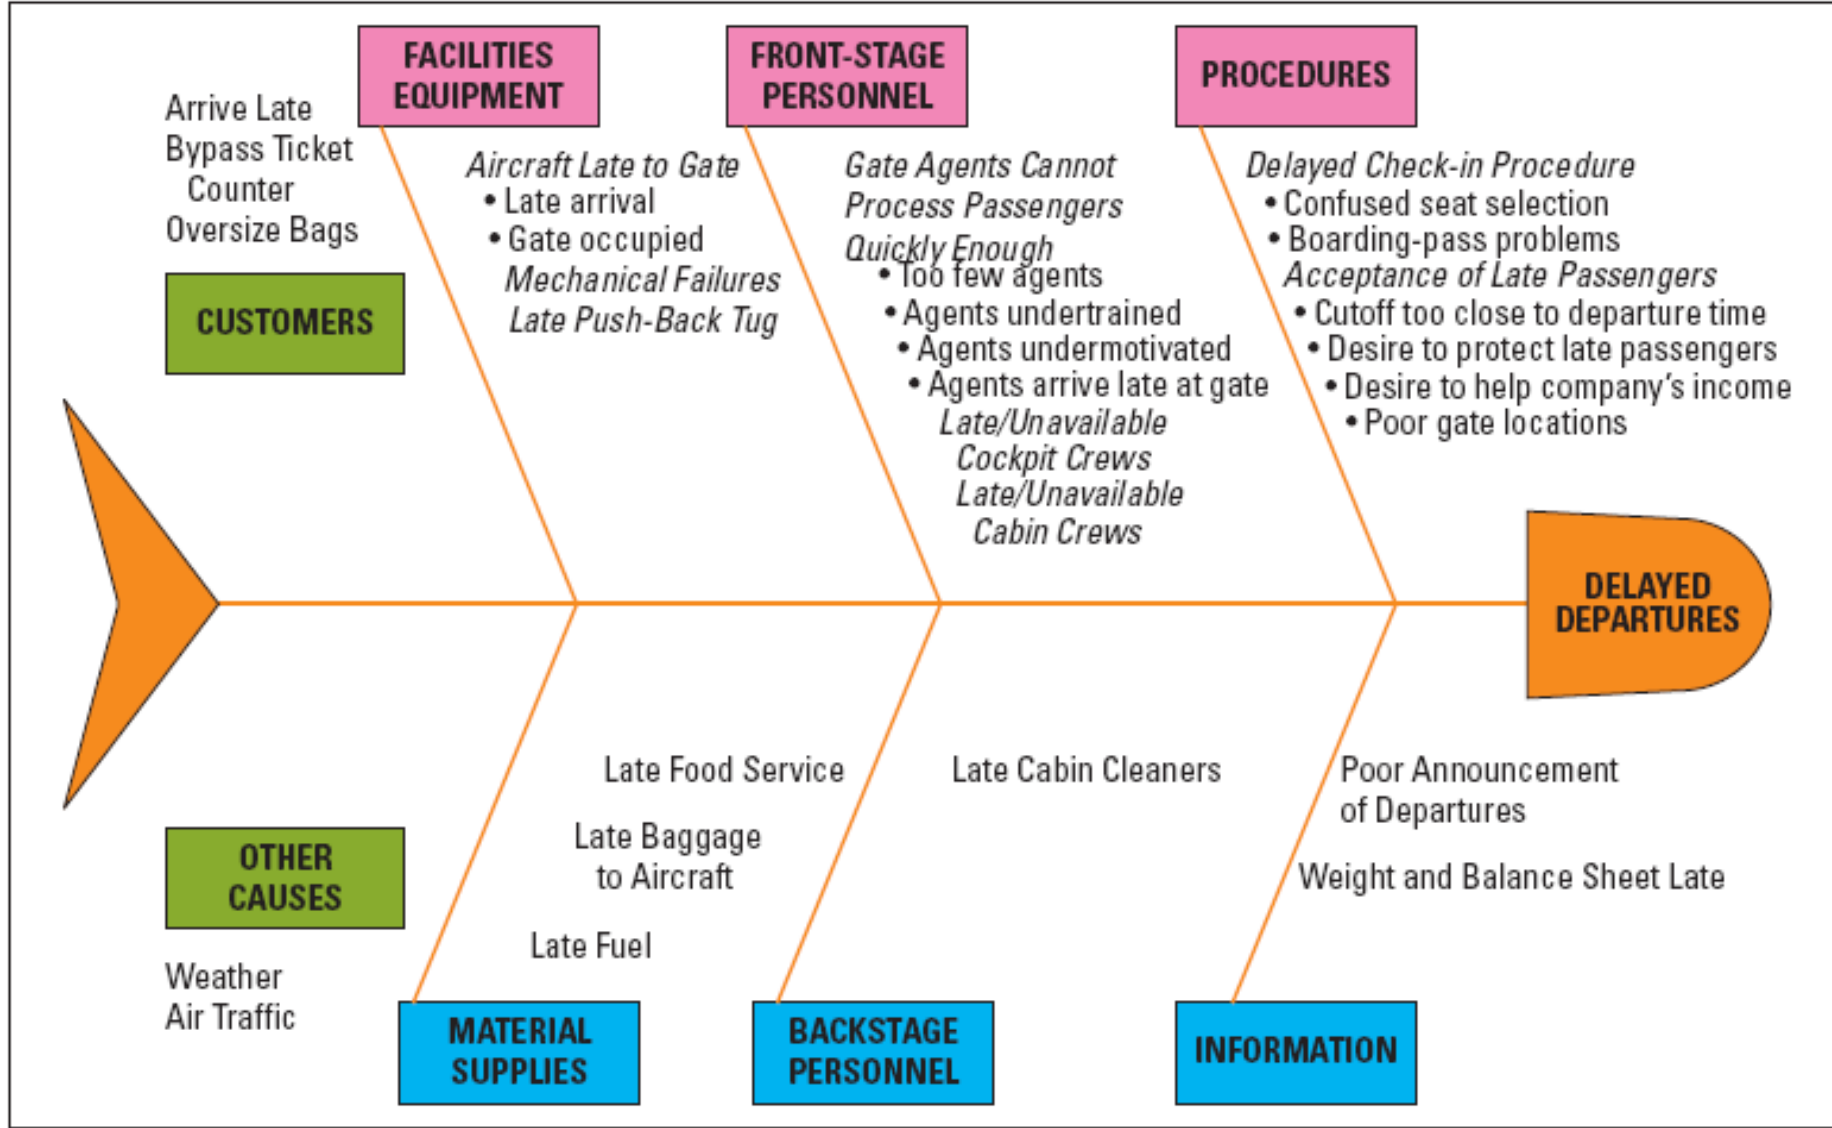 FACILITIES
EQUIPMENT
FRONT-STAGE
PERSONNEL
PROCEDURES
Arrive Late
Bypass Ticket
Counter
Oversize Bags
CUSTOMERS
Aircraft Late to Gate
• Late arrival
• Gate occupied
Mechanical Failures
Late Push-Back Tug
Gate Agents Cannot
Process Passengers
Quickly Enough
• Too few agents
• Agents undertrained
• Agents undermotivated
• Agents arrive late at gate
Late/Unavailable
Cockpit Crews
Late/Unavailable
Cabin Crews
Delayed Check-in Procedure
• Confused seat selection
• Boarding-pass problems
Acceptance of Late Passengers
• Cutoff too close to departure time
• Desire to protect late passengers
• Desire to help company's income
• Poor gate locations
DELAYED
DEPARTURES
OTHER
CAUSES
Weather
Air Traffic
Late Food Service
Late Baggage
to Aircraft
Late Fuel
MATERIAL
SUPPLIES
Late Cabin Cleaners
BACKSTAGE
PERSONNEL
Poor Announcement
of Departures
Weight and Balance Sheet Late
INFORMATION